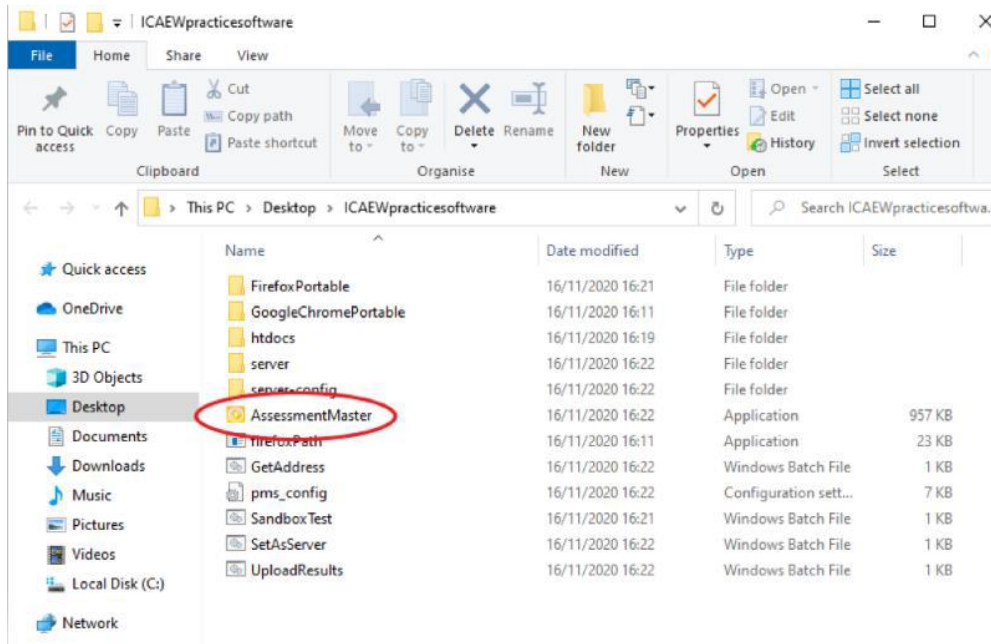 ICAEWpracticesoftware
File Home Share View
Pin to Quick access
Copy
Paste
Cut
Copy path
Paste shortcut
Clipboard
Move to
Copy to
Delete
Rename
Organise
New folder
New
Properties
Open
Edit
History
Open
Select all
Select none
Invert selection
Select
This PC > Desktop > ICAEWpracticesoftware
Search ICAEWpracticesoftwa...
Quick access
OneDrive
This PC
3D Objects
Desktop
Documents
Downloads
Music
Pictures
Videos
Local Disk (C:)
Network
Name Date modified Type Size
FirefoxPortable 16/11/2020 16:21 File folder
GoogleChromePortable 16/11/2020 16:11 File folder
htdocs 16/11/2020 16:19 File folder
server 16/11/2020 16:22 File folder
server-config 16/11/2020 16:22 File folder
AssessmentMaster 16/11/2020 16:22 Application 957 KB
firefoxPath 16/11/2020 16:11 Application 23 KB
GetAddress 16/11/2020 16:22 Windows Batch File 1 KB
pms_config 16/11/2020 16:22 Configuration sett... 7 KB
SandboxTest 16/11/2020 16:21 Windows Batch File 1 KB
SetAsServer 16/11/2020 16:22 Windows Batch File 1 KB
UploadResults 16/11/2020 16:22 Windows Batch File 1 KB